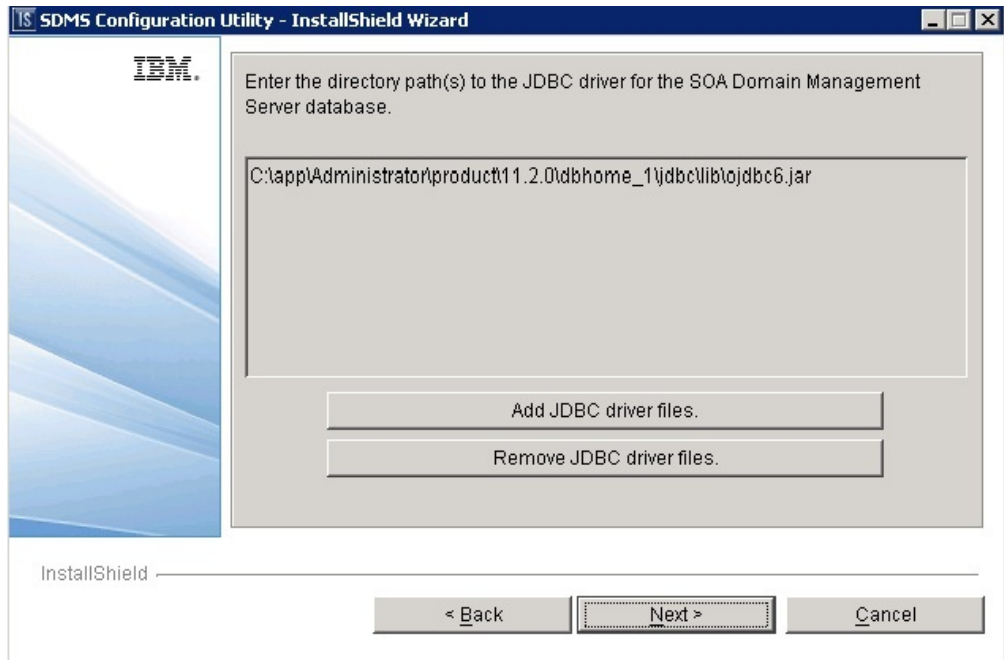 SDMS Configuration Utility - InstallShield Wizard
IBM.
Enter the directory path(s) to the JDBC driver for the SOA Domain Management
Server database.
C:\app\Administrator\product\11.2.0\dbhome_1\jdbc\lib\ojdbc6.jar
Add JDBC driver files.
Remove JDBC driver files.
InstallShield
< Back
Next >
Cancel